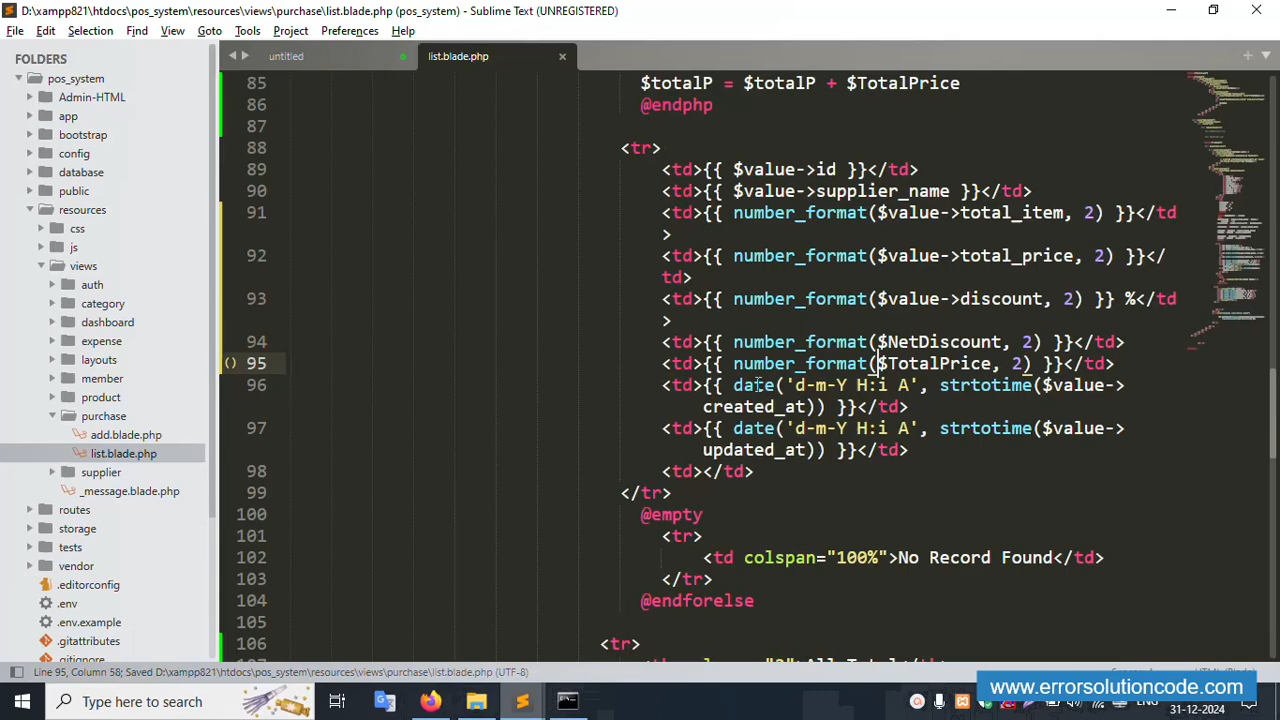 D:\xampp821\htdocs\pos_system\resources\views\purchase\list.blade.php (pos_system) - Sublime Text (UNREGISTERED)
File Edit Selection Find View Goto Tools Project Preferences Help
FOLDERS
pos_system
Admin-HTML
app
bootstrap
config
database
public
resources
css
js
views
auth
category
dashboard
expense
layouts
member
product
purchase
add.blade.php
list.blade.php
supplier
_message.blade.php
routes
storage
tests
vendor
.editorconfig
.env
.env.example
.gitattributes
.gitignore
untitled
list.blade.php
85 $totalP = $totalP + $TotalPrice
86 @endphp
87
88 <tr>
89 <td>{{ $value->id }}</td>
90 <td>{{ $value->supplier_name }}</td>
91 <td>{{ number_format($value->total_item, 2) }}</td
>
92 <td>{{ number_format($value->total_price, 2) }}</
td>
93 <td>{{ number_format($value->discount, 2) }} %</td
>
94 <td>{{ number_format($NetDiscount, 2) }}</td>
() 95 <td>{{ number_format($TotalPrice, 2) }}</td>
96 <td>{{ date('d-m-Y H:i A', strtotime($value->
created_at)) }}</td>
97 <td>{{ date('d-m-Y H:i A', strtotime($value->
updated_at)) }}</td>
98 <td></td>
99 </tr>
100 @empty
101 <tr>
102 <td colspan="100%">No Record Found</td>
103 </tr>
104 @endforelse
105
106 <tr>
Line 95, Column 58; Saved D:\xampp821\htdocs\pos_system\resources\views\purchase\list.blade.php (UTF-8)
www.errorsolutioncode.com
Type here to search
ENG
31-12-2024